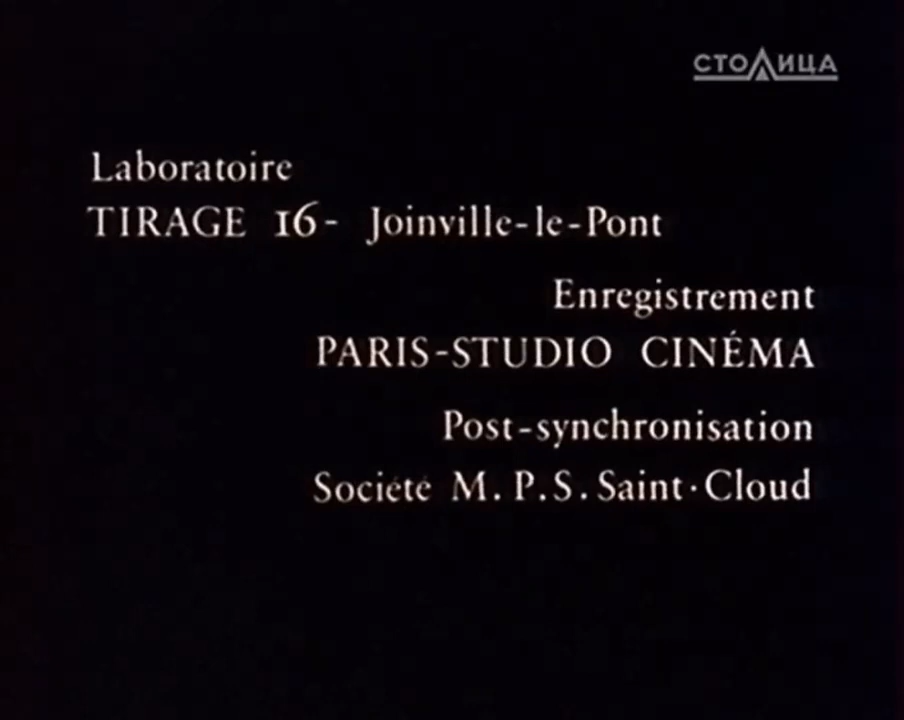 СТОЛИЦА
Laboratoire
TIRAGE 16- Joinville-le-Pont
Enregistrement
PARIS-STUDIO CINÉMA
Post-synchronisation
Société M. P. S. Saint·Cloud